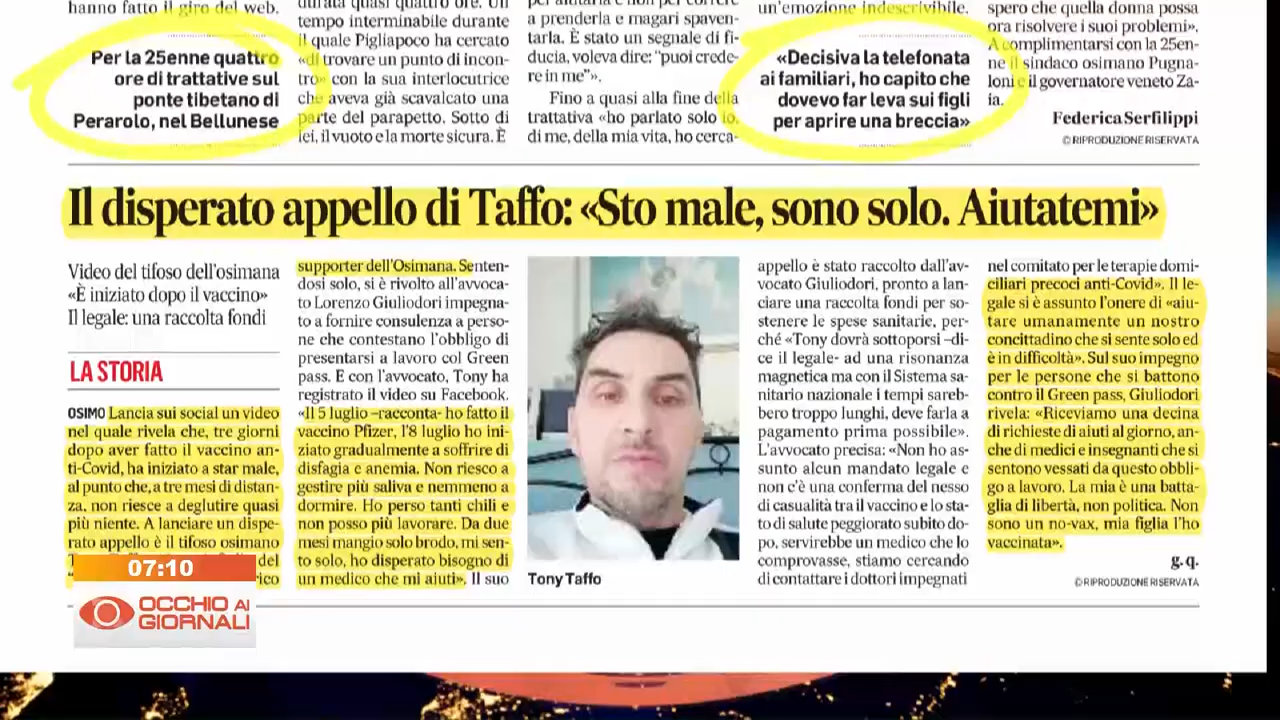 hanno fatto il giro del web.
Per la 25enne quattro
ore di trattative sul
ponte tibetano di
Perarolo, nel Bellunese
durata quasi quattro ore. Un
tempo interminabile durante
il quale Pigliapoco ha cercato
«di trovare un punto di incon-
tro» con la sua interlocutrice
che aveva già scavalcato una
parte del parapetto. Sotto di
lei, il vuoto e la morte sicura. È
per aiutarla e non per correre
a prenderla e magari spaven-
tarla. È stato un segnale di fi-
ducia, voleva dire: “puoi crede-
re in me”».
Fino a quasi alla fine della
trattativa «ho parlato solo io,
di me, della mia vita, ho cerca-
un'emozione indescrivibile.
«Decisiva la telefonata
ai familiari, ho capito che
dovevo far leva sui figli
per aprire una breccia»
spero che quella donna possa
ora risolvere i suoi problemi».
A complimentarsi con la 25en-
ne il sindaco osimano Pugna-
loni e il governatore veneto Za-
ia.
Federica Serfilippi
© RIPRODUZIONE RISERVATA
Il disperato appello di Taffo: «Sto male, sono solo. Aiutatemi»
Video del tifoso dell'osimana
«È iniziato dopo il vaccino»
Il legale: una raccolta fondi
LA STORIA
OSIMO Lancia sui social un video
nel quale rivela che, tre giorni
dopo aver fatto il vaccino an-
ti-Covid, ha iniziato a star male,
al punto che, a tre mesi di distan-
za, non riesce a deglutire quasi
più niente. A lanciare un dispe-
rato appello è il tifoso osimano
del
rico
supporter dell'Osimana. Senten-
dosi solo, si è rivolto all'avvoca-
to Lorenzo Giuliodori impegna-
to a fornire consulenza a perso-
ne che contestano l'obbligo di
presentarsi a lavoro col Green
pass. E con l'avvocato, Tony ha
registrato il video su Facebook.
«Il 5 luglio –racconta- ho fatto il
vaccino Pfizer, l'8 luglio ho ini-
ziato gradualmente a soffrire di
disfagia e anemia. Non riesco a
gestire più saliva e nemmeno a
dormire. Ho perso tanti chili e
non posso più lavorare. Da due
mesi mangio solo brodo, mi sen-
to solo, ho disperato bisogno di
un medico che mi aiuti». Il suo
Tony Taffo
appello è stato raccolto dall'av-
vocato Giuliodori, pronto a lan-
ciare una raccolta fondi per so-
stenere le spese sanitarie, per-
ché «Tony dovrà sottoporsi –di-
ce il legale- ad una risonanza
magnetica ma con il Sistema sa-
nitario nazionale i tempi sareb-
bero troppo lunghi, deve farla a
pagamento prima possibile».
L'avvocato precisa: «Non ho as-
sunto alcun mandato legale e
non c'è una conferma del nesso
di casualità tra il vaccino e lo sta-
to di salute peggiorato subito do-
po, servirebbe un medico che lo
comprovasse, stiamo cercando
di contattare i dottori impegnati
nel comitato per le terapie domi-
ciliari precoci anti-Covid». Il le-
gale si è assunto l'onere di «aiu-
tare umanamente un nostro
concittadino che si sente solo ed
è in difficoltà». Sul suo impegno
per le persone che si battono
contro il Green pass, Giuliodori
rivela: «Riceviamo una decina
di richieste di aiuti al giorno, an-
che di medici e insegnanti che si
sentono vessati da questo obbli-
go a lavoro. La mia è una batta-
glia di libertà, non politica. Non
sono un no-vax, mia figlia l'ho
vaccinata».
g. q.
© RIPRODUZIONE RISERVATA
07:10
OCCHIO AI
GIORNALI